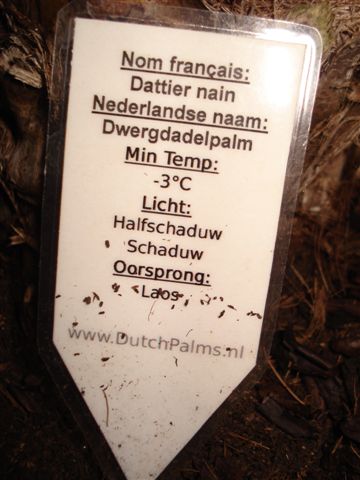 Nom français:
Dattier nain
Nederlandse naam:
Dwergdadelpalm
Min Temp:
-3°C
Licht:
Halfschaduw
Schaduw
Oorsprong:
Laos
www.DutchPalms.nl